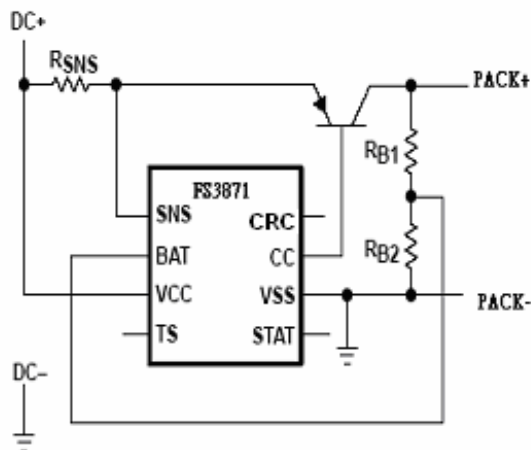 DC+
RSNS
PACK+
RB1
FS3871
SNS
CRC
BAT
CC
RB2
VCC
VSS
PACK-
TS
STAT
DC–